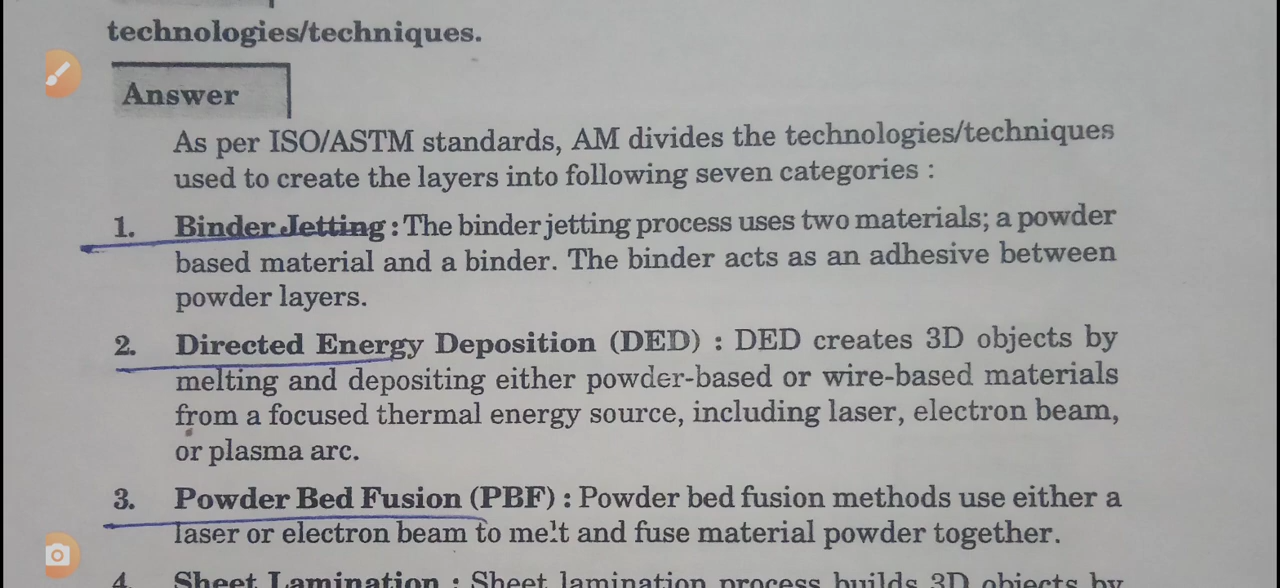 technologies/techniques.
Answer
As per ISO/ASTM standards, AM divides the technologies/techniques
used to create the layers into following seven categories :
1. Binder Jetting : The binder jetting process uses two materials; a powder
based material and a binder. The binder acts as an adhesive between
powder layers.
2. Directed Energy Deposition (DED) : DED creates 3D objects by
melting and depositing either powder-based or wire-based materials
from a focused thermal energy source, including laser, electron beam,
or plasma arc.
3. Powder Bed Fusion (PBF) : Powder bed fusion methods use either a
laser or electron beam to melt and fuse material powder together.
4. Sheet Lamination : Sheet lamination process builds 3D objects by